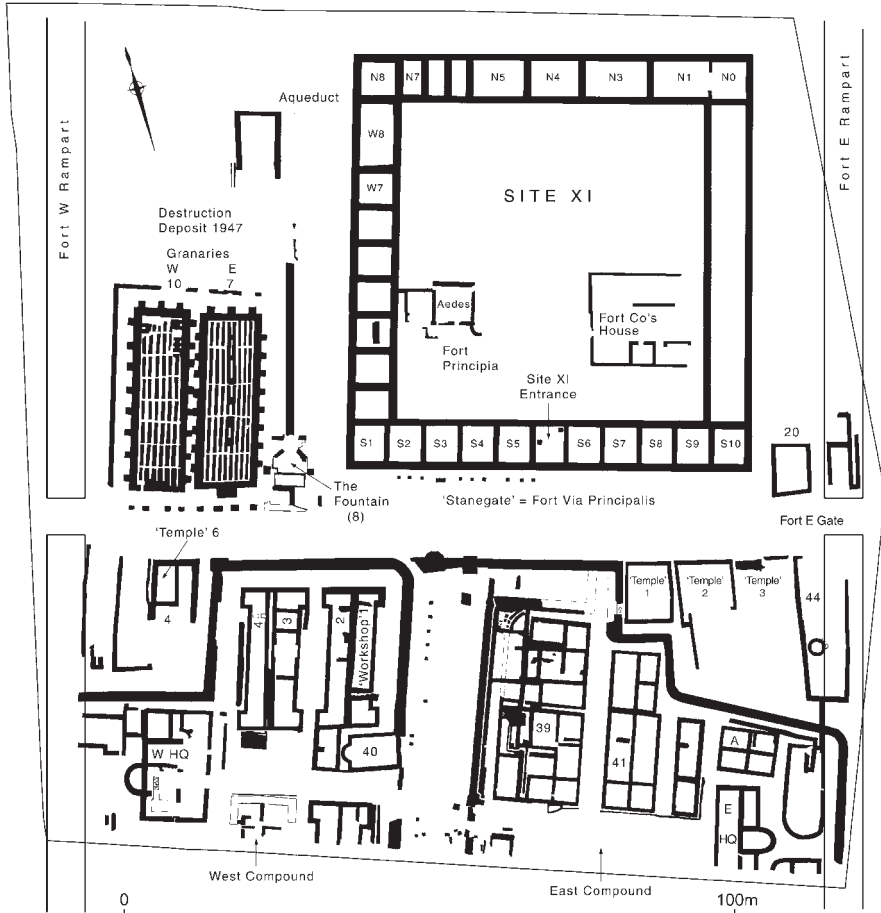 N8 N7 N5 N4 N3 N1 N0
Aqueduct
W8
Fort W Rampart
Fort E Rampart
W7
SITE XI
Destruction
Deposit 1947
Granaries
W E
10 7
Aedes
Fort Co's
House
Fort
Principia
Site XI
Entrance
S1 S2 S3 S4 S5 S6 S7 S8 S9 S10
20
The
Fountain
(8)
'Stanegate' = Fort Via Principalis
Fort E Gate
'Temple' 6
4
'Temple'
1
'Temple'
2
'Temple'
3
44
4
3
2
'Workshop'1
39
41
40
W HQ
A
E
HQ
West Compound
East Compound
0 100m